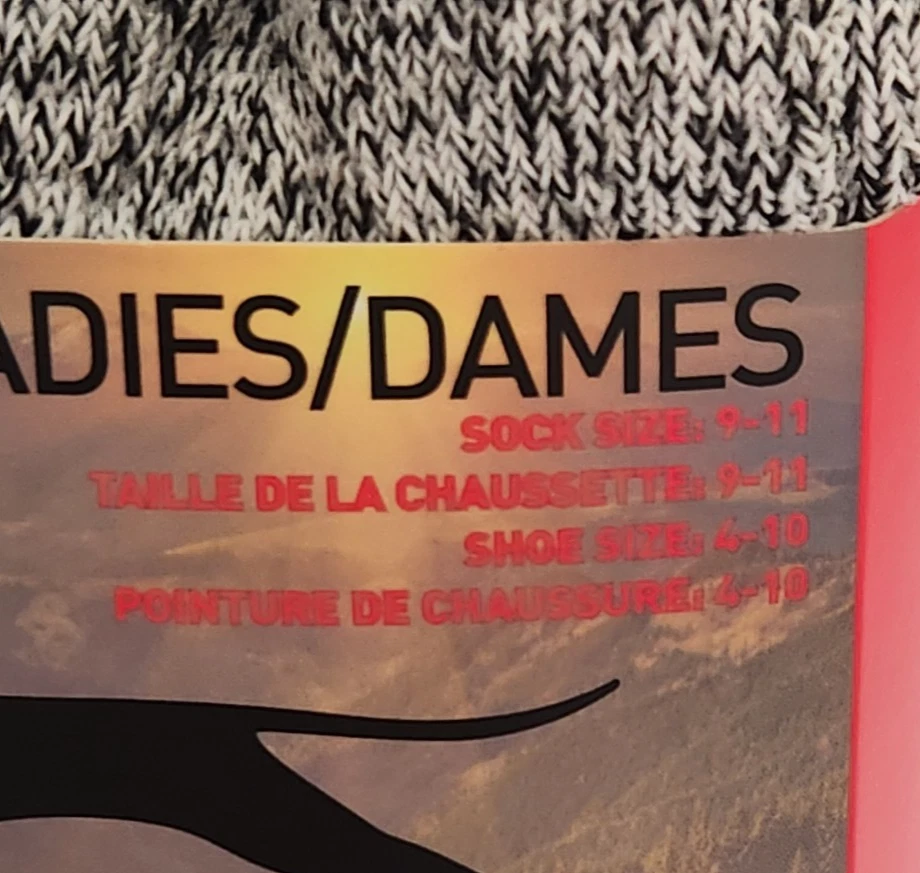 ADIES/DAMES
SOCK SIZE: 9-11
TAILLE DE LA CHAUSSETTE: 9-11
SHOE SIZE: 4-10
POINTURE DE CHAUSSURE: 4-10